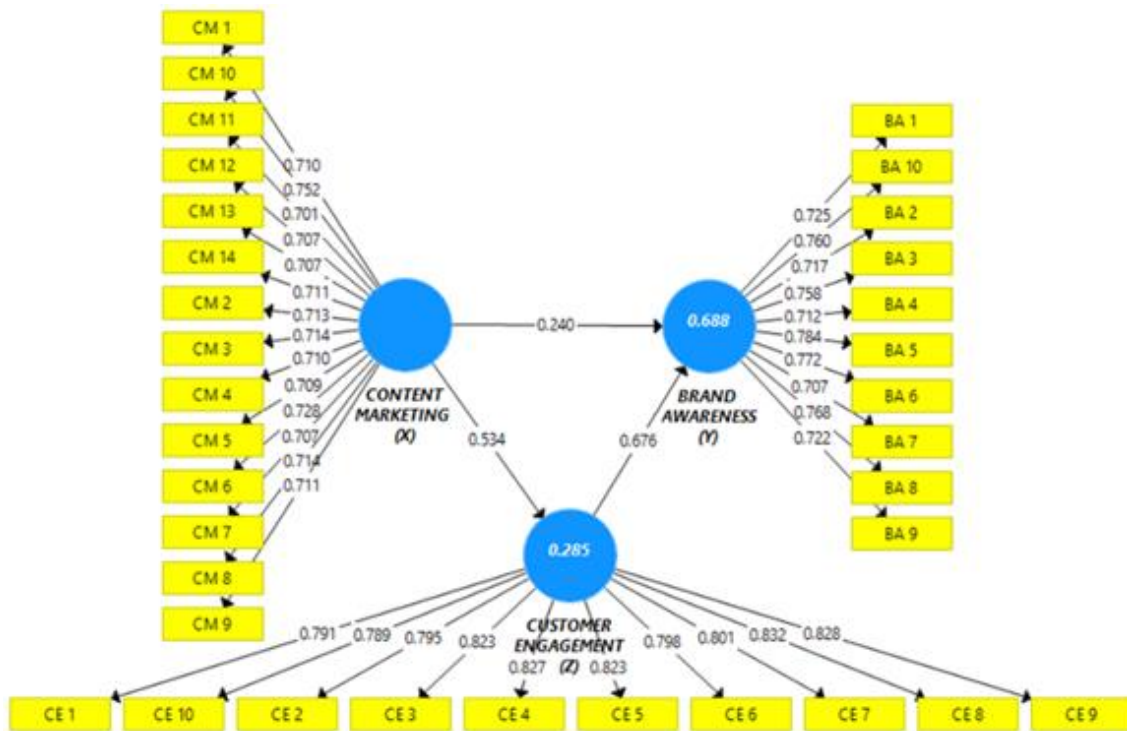 CM 1
CM 10
CM 11
CM 12
CM 13
CM 14
CM 2
CM 3
CM 4
CM 5
CM 6
CM 7
CM 8
CM 9
0.710
0.752
0.701
0.707
0.707
0.711
0.713
0.714
0.710
0.709
0.728
0.707
0.714
0.711
CONTENT
MARKETING
(X)
0.240
0.534
0.676
0.688
BRAND
AWARENESS
(Y)
0.725
0.760
0.717
0.758
0.712
0.784
0.772
0.707
0.768
0.722
BA 1
BA 10
BA 2
BA 3
BA 4
BA 5
BA 6
BA 7
BA 8
BA 9
0.285
CUSTOMER
ENGAGEMENT
(Z)
0.791
0.789
0.795
0.823
0.827
0.823
0.798
0.801
0.832
0.828
CE 1
CE 10
CE 2
CE 3
CE 4
CE 5
CE 6
CE 7
CE 8
CE 9